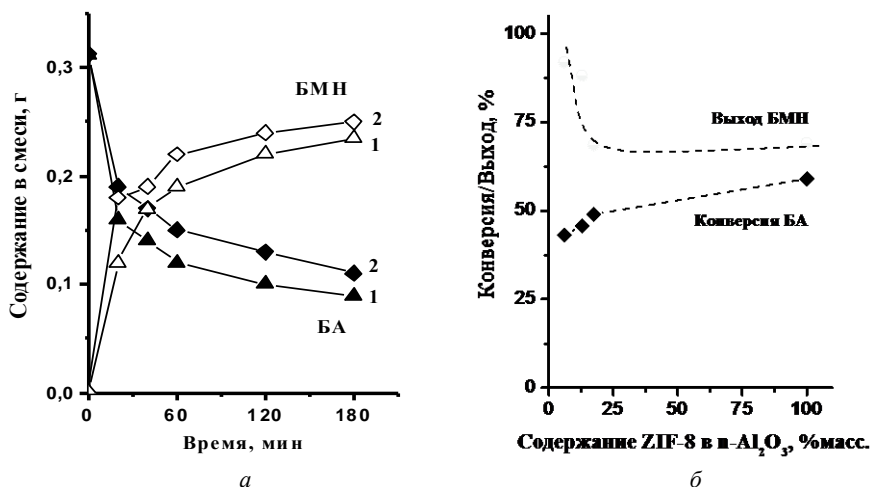 Содержание в смеси, г
0,3
0,2
0,1
0,0
БМН
2
1
2
1
БА
0 60 120 180
Время, мин
а
Конверсия/Выход, %
100
75
50
25
0
Выход БМН
Конверсия БА
0 25 50 75 100
Содержание ZIF-8 в n-Al₂O₃, %масс.
б